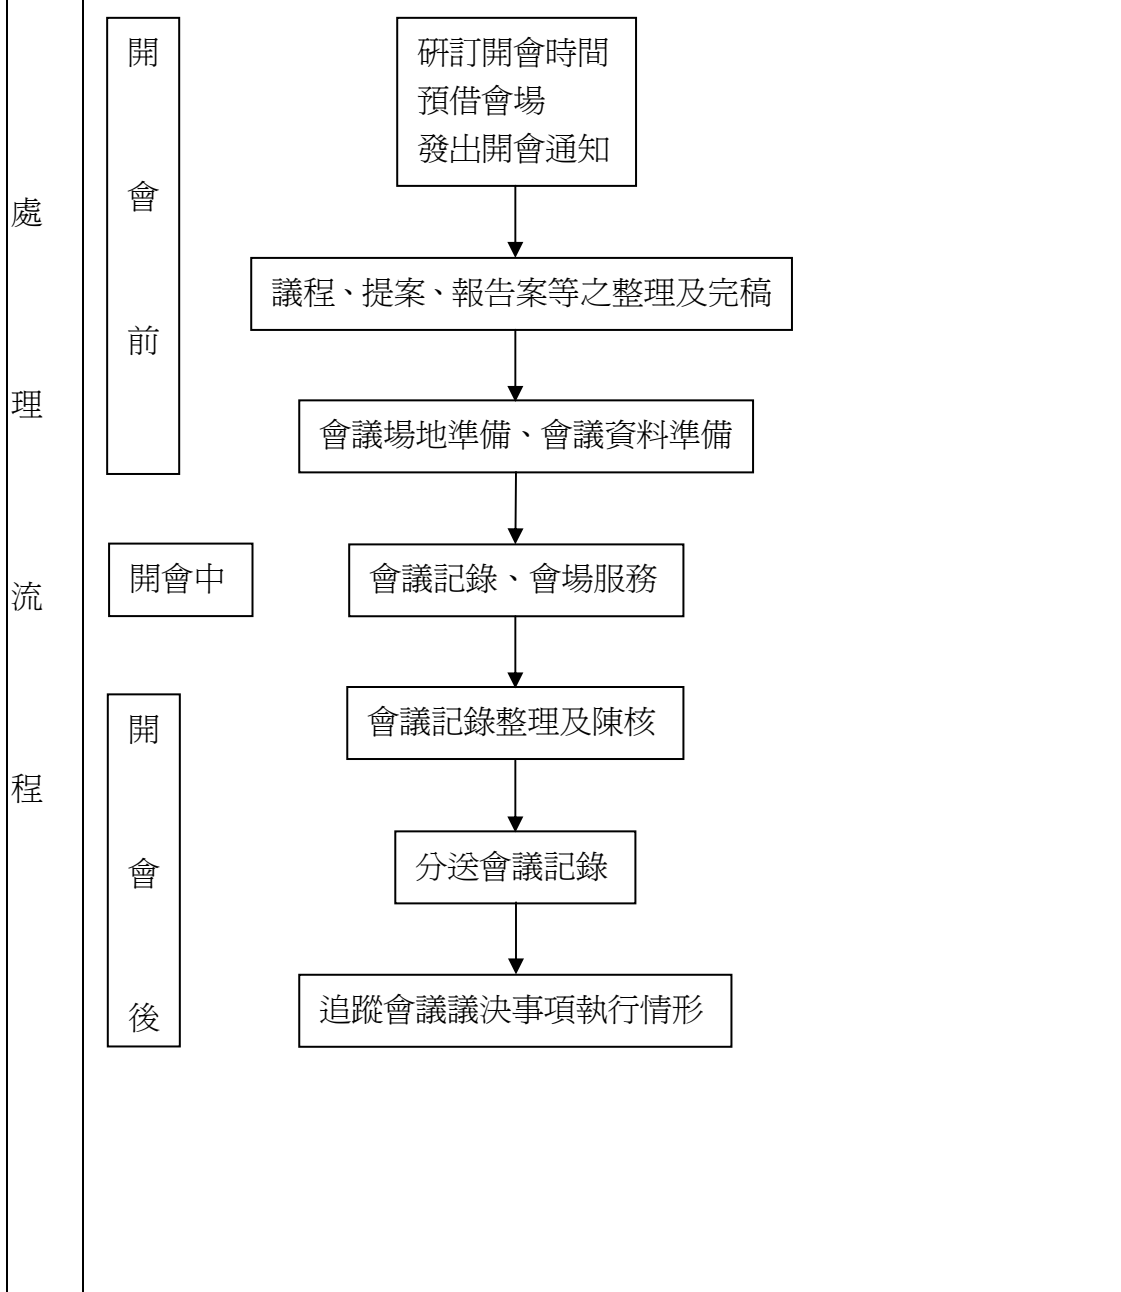 處理流程
開會前
研訂開會時間
預借會場
發出開會通知
議程、提案、報告案等之整理及完稿
會議場地準備、會議資料準備
開會中
會議記錄、會場服務
開會後
會議記錄整理及陳核
分送會議記錄
追蹤會議議決事項執行情形